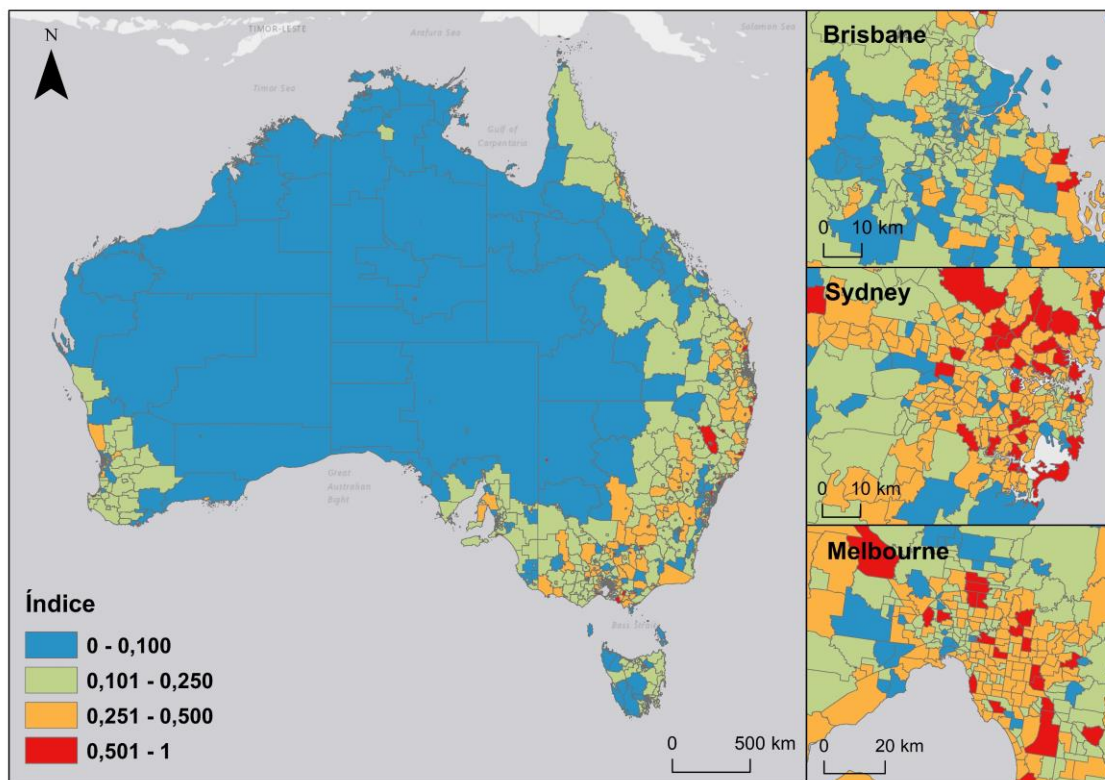 TIMOR-LESTE
Arafura Sea
Solomon Sea
N
Timor Sea
Gulf of
Carpentaria
Great
Australian
Bight
Bass Strait
Índice
0 - 0,100
0,101 - 0,250
0,251 - 0,500
0,501 - 1
0 500 km
Brisbane
0 10 km
Sydney
0 10 km
Melbourne
0 20 km